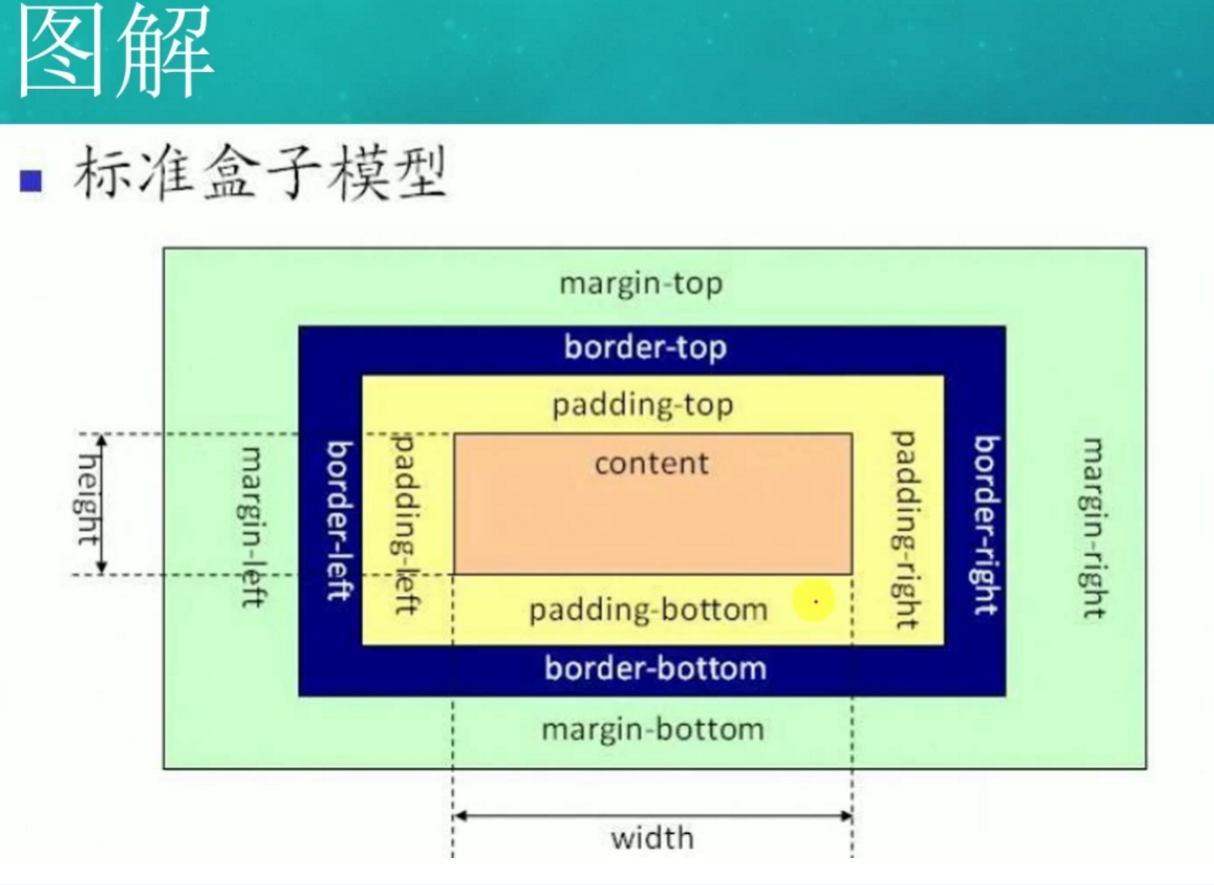 图解
标准盒子模型
margin-top
border-top
padding-top
content
height
margin-left
border-left
padding-left
padding-right
border-right
margin-right
padding-bottom
border-bottom
margin-bottom
width